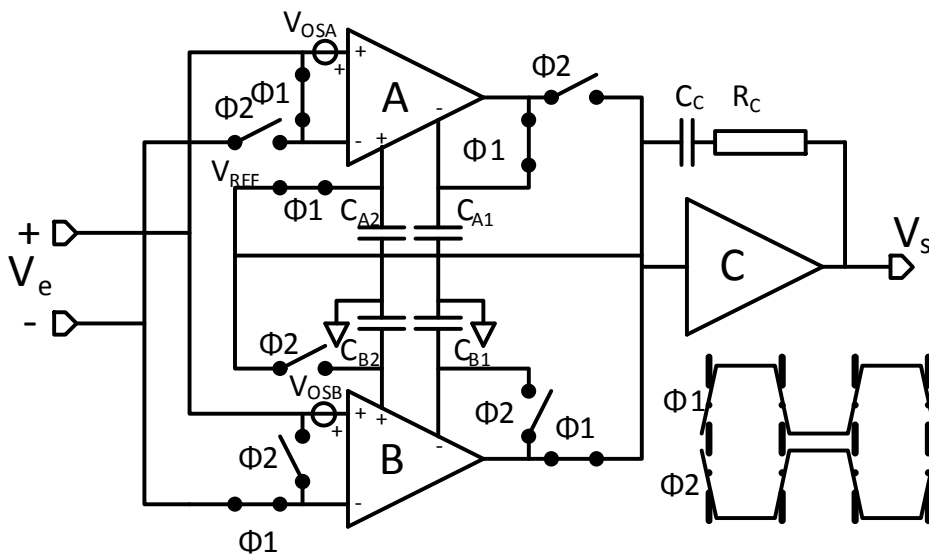 V_OSA
+
+
A
-
Φ2
C_C
R_C
Φ2
Φ1
-
+
Φ1
V_REF
Φ1
C_A2
C_A1
+
V_e
-
C
V_s
Φ2
C_B2
C_B1
V_OSB
+
+
+
B
-
-
Φ2
Φ2
Φ1
Φ1
Φ1
Φ2